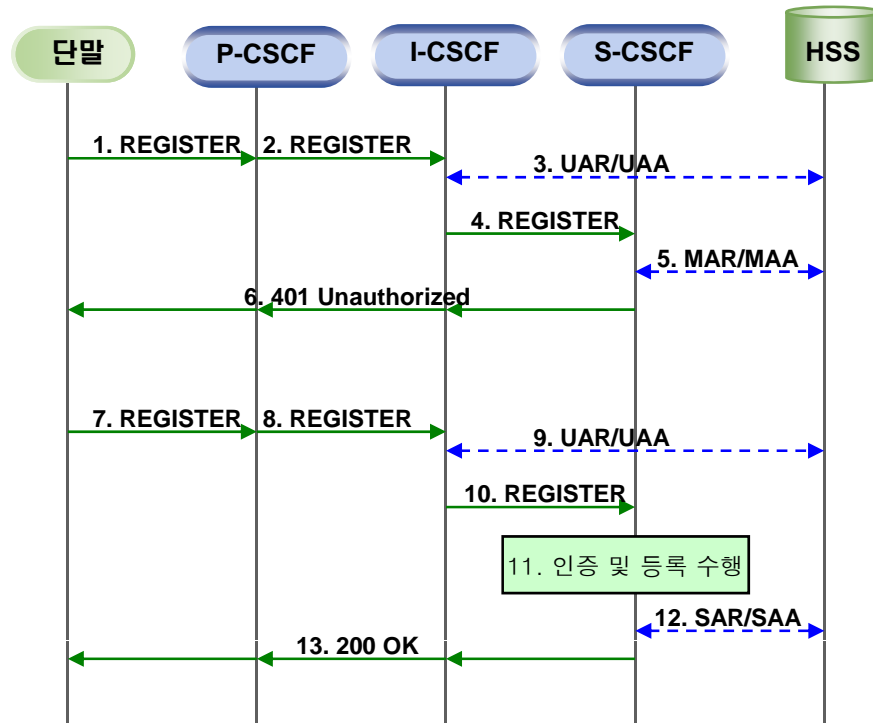 단말
P-CSCF
I-CSCF
S-CSCF
HSS
1. REGISTER
2. REGISTER
3. UAR/UAA
4. REGISTER
5. MAR/MAA
6. 401 Unauthorized
7. REGISTER
8. REGISTER
9. UAR/UAA
10. REGISTER
11. 인증 및 등록 수행
12. SAR/SAA
13. 200 OK